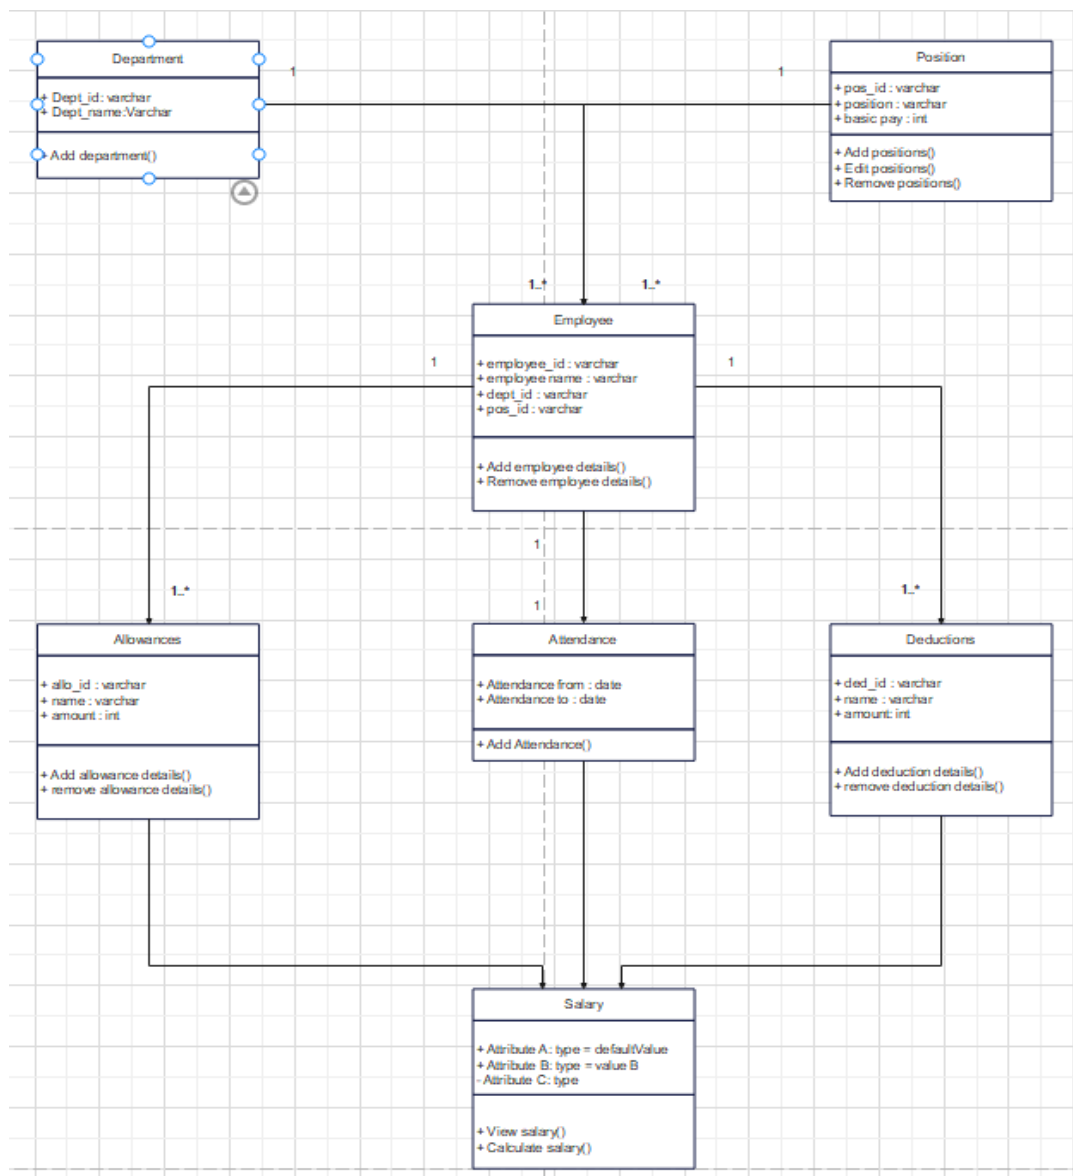 Department
+ Dept_id: varchar
+ Dept_name:Varchar
+ Add department()
1
1
Position
+ pos_id : varchar
+ position : varchar
+ basic pay : int
+ Add positions()
+ Edit positions()
+ Remove positions()
1..*
1..*
Employee
+ employee_id : varchar
+ employee name : varchar
+ dept_id : varchar
+ pos_id : varchar
+ Add employee details()
+ Remove employee details()
1
1
1
1
1..*
1..*
Allowances
+ allo_id : varchar
+ name : varchar
+ amount : int
+ Add allowance details()
+ remove allowance details()
Attendance
+ Attendance from : date
+ Attendance to : date
+ Add Attendance()
Deductions
+ ded_id : varchar
+ name : varchar
+ amount: int
+ Add deduction details()
+ remove deduction details()
Salary
+ Attribute A: type = defaultValue
+ Attribute B: type = value B
- Attribute C: type
+ View salary()
+ Calculate salary()